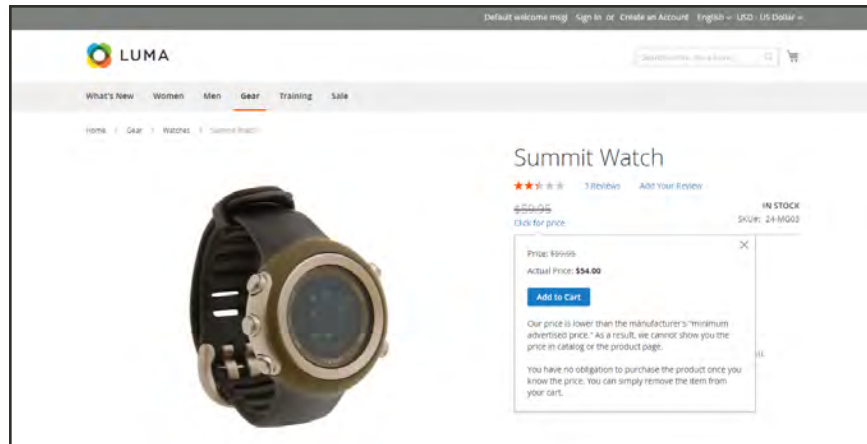 Default welcome msg! Sign In or Create an Account English USD - US Dollar
LUMA
What's New Women Men Gear Training Sale
Home Gear Watches Summit Watch
Summit Watch
3 Reviews Add Your Review
$59.95 IN STOCK
Click for price SKU#: 24-MG03
Price: $59.95
Actual Price: $54.00
Add to Cart
Our price is lower than the manufacturer's "minimum
advertised price." As a result, we cannot show you the
price in catalog or the product page.
You have no obligation to purchase the product once you
know the price. You can simply remove the item from
your cart.